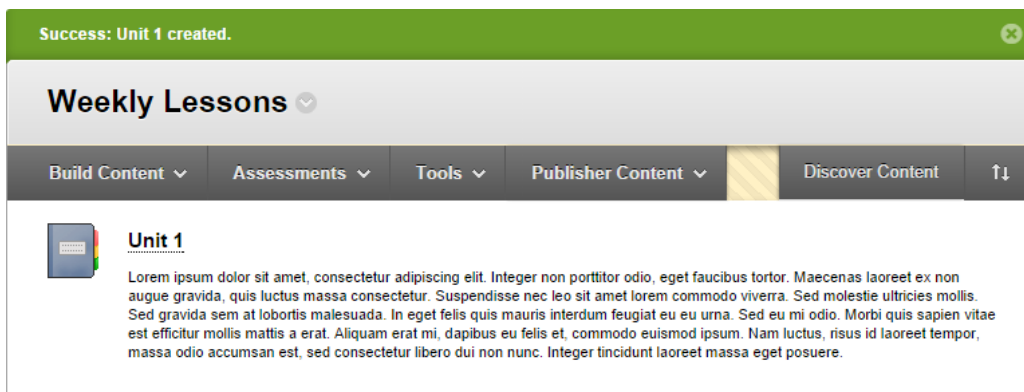 Success: Unit 1 created.
Weekly Lessons
Build Content Assessments Tools Publisher Content Discover Content
Unit 1
Lorem ipsum dolor sit amet, consectetur adipiscing elit. Integer non porttitor odio, eget faucibus tortor. Maecenas laoreet ex non
augue gravida, quis luctus massa consectetur. Suspendisse nec leo sit amet lorem commodo viverra. Sed molestie ultricies mollis.
Sed gravida sem at lobortis malesuada. In eget felis quis mauris interdum feugiat eu eu urna. Sed eu mi odio. Morbi quis sapien vitae
est efficitur mollis mattis a erat. Aliquam erat mi, dapibus eu felis et, commodo euismod ipsum. Nam luctus, risus id laoreet tempor,
massa odio accumsan est, sed consectetur libero dui non nunc. Integer tincidunt laoreet massa eget posuere.